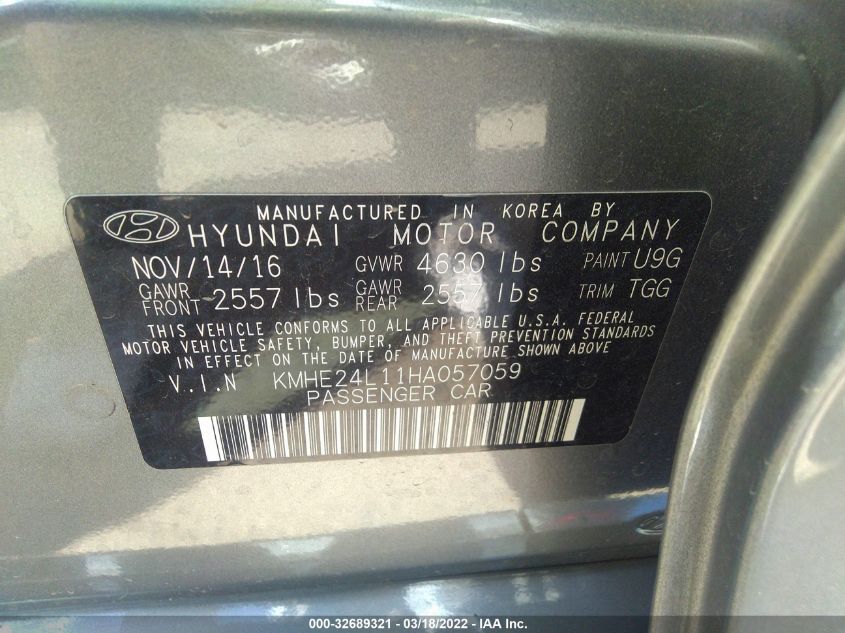 MANUFACTURED IN KOREA BY
HYUNDAI MOTOR COMPANY
NOV/14/16 GVWR 4630 lbs PAINT U9G
GAWR FRONT 2557 lbs GAWR REAR 2557 lbs TRIM TGG
THIS VEHICLE CONFORMS TO ALL APPLICABLE U.S.A. FEDERAL
MOTOR VEHICLE SAFETY, BUMPER, AND THEFT PREVENTION STANDARDS
IN EFFECT ON THE DATE OF MANUFACTURE SHOWN ABOVE
V.I.N KMHE24L11HA057059
PASSENGER CAR
000-32689321 - 03/18/2022 - IAA, Inc.